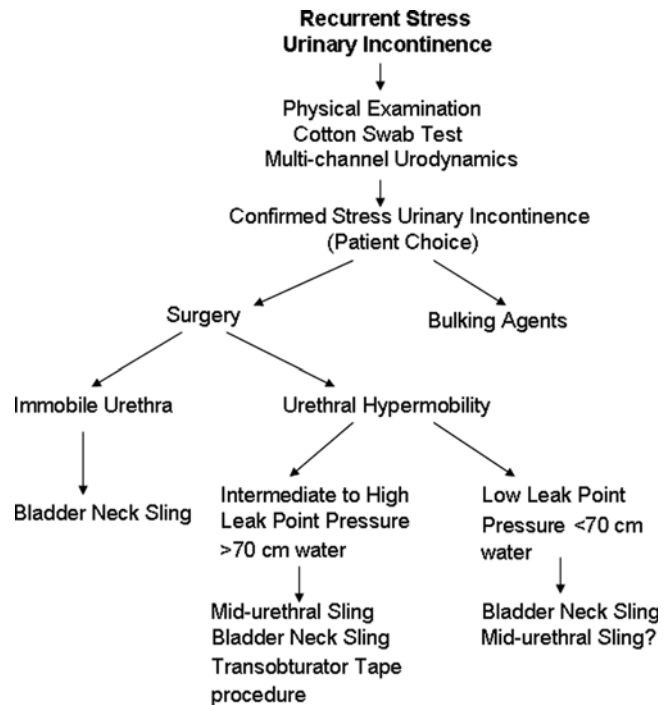 Recurrent Stress
Urinary Incontinence
Physical Examination
Cotton Swab Test
Multi-channel Urodynamics
Confirmed Stress Urinary Incontinence
(Patient Choice)
Surgery
Bulking Agents
Immobile Urethra
Urethral Hypermobility
Bladder Neck Sling
Intermediate to High
Leak Point Pressure
>70 cm water
Low Leak Point
Pressure <70 cm
water
Mid-urethral Sling
Bladder Neck Sling
Transobturator Tape
procedure
Bladder Neck Sling
Mid-urethral Sling?